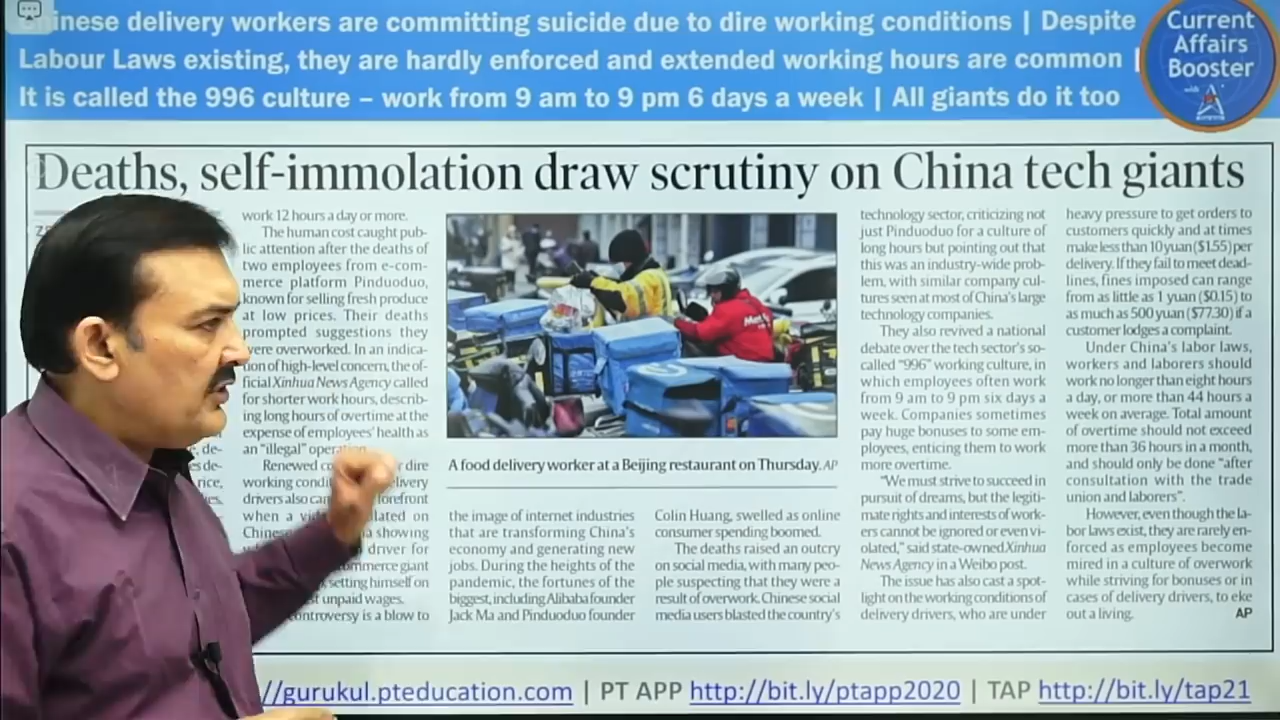 inese delivery workers are committing suicide due to dire working conditions | Despite
Labour Laws existing, they are hardly enforced and extended working hours are common |
It is called the 996 culture – work from 9 am to 9 pm 6 days a week | All giants do it too
Current
Affairs
Booster
with
Deaths, self-immolation draw scrutiny on China tech giants
work 12 hours a day or more.
The human cost caught pub-
lic attention after the deaths of
two employees from e-com-
merce platform Pinduoduo,
known for selling fresh produce
at low prices. Their deaths
prompted suggestions they
were overworked. In an indica-
tion of high-level concern, the of-
ficial Xinhua News Agency called
for shorter work hours, describ-
ing long hours of overtime at the
expense of employees' health as
an "illegal"
Renewed dire
working
drivers also forefront
when a on
Chinese showing
driver for
setting himself on
unpaid wages.
is a blow to
A food delivery worker at a Beijing restaurant on Thursday. AP
the image of internet industries
that are transforming China's
economy and generating new
jobs. During the heights of the
pandemic, the fortunes of the
biggest, including Alibaba founder
Jack Ma and Pinduoduo founder
Colin Huang, swelled as online
consumer spending boomed.
The deaths raised an outcry
on social media, with many peo-
ple suspecting that they were a
result of overwork. Chinese social
media users blasted the country's
technology sector, criticizing not
just Pinduoduo for a culture of
long hours but pointing out that
this was an industry-wide prob-
lem, with similar company cul-
tures seen at most of China's large
technology companies.
They also revived a national
debate over the tech sector's so-
called "996" working culture, in
which employees often work
from 9 am to 9 pm six days a
week. Companies sometimes
pay huge bonuses to some em-
ployees, enticing them to work
more overtime.
"We must strive to succeed in
pursuit of dreams, but the legiti-
mate rights and interests of work-
ers cannot be ignored or even vi-
olated," said state-owned Xinhua
News Agency in a Weibo post.
The issue has also cast a spot-
light on the working conditions of
delivery drivers, who are under
heavy pressure to get orders to
customers quickly and at times
make less than 10 yuan ($1.55) per
delivery. If they fail to meet dead-
lines, fines imposed can range
from as little as 1 yuan ($0.15) to
as much as 500 yuan ($77.30) if a
customer lodges a complaint.
Under China's labor laws,
workers and laborers should
work no longer than eight hours
a day, or more than 44 hours a
week on average. Total amount
of overtime should not exceed
more than 36 hours in a month,
and should only be done "after
consultation with the trade
union and laborers".
However, even though the la-
bor laws exist, they are rarely en-
forced as employees become
mired in a culture of overwork
while striving for bonuses or in
cases of delivery drivers, to eke
out a living. AP
//gurukul.pteducation.com | PT APP http://bit.ly/ptapp2020 | TAP http://bit.ly/tap21